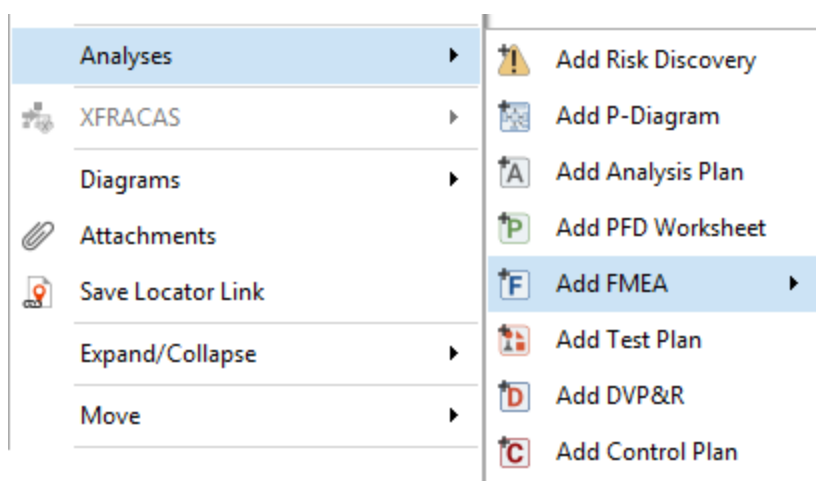 Analyses
XFRACAS
Diagrams
Attachments
Save Locator Link
Expand/Collapse
Move
Add Risk Discovery
Add P-Diagram
A Add Analysis Plan
P Add PFD Worksheet
F Add FMEA
Add Test Plan
D Add DVP&R
C Add Control Plan